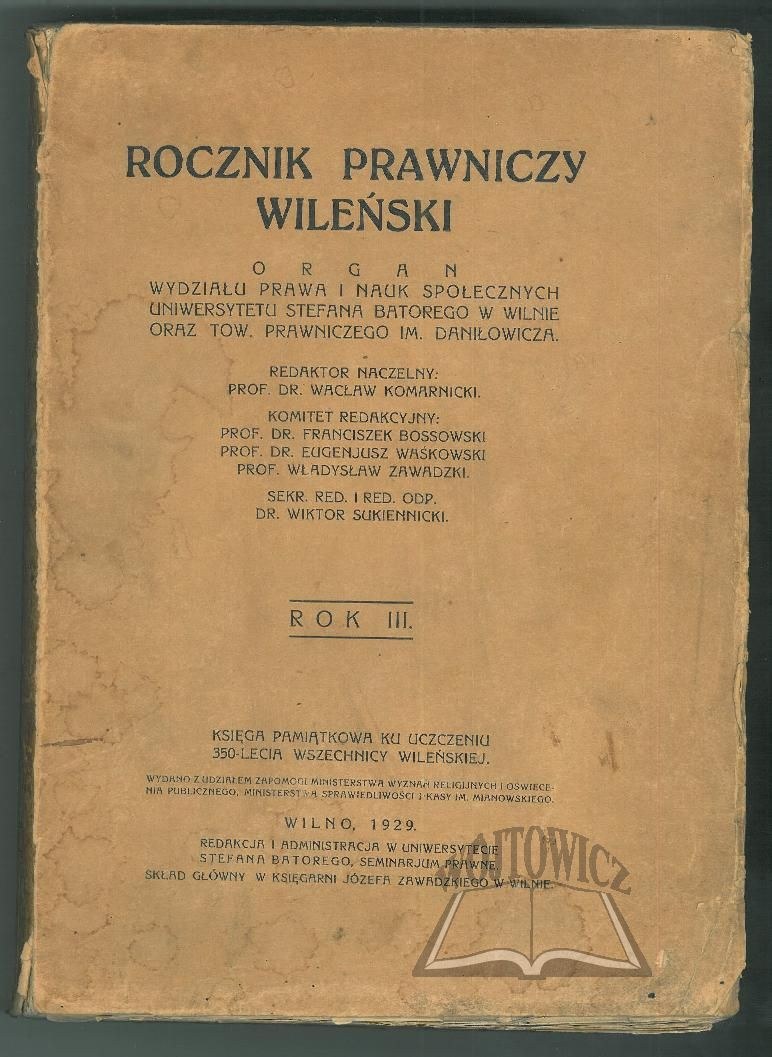 ROCZNIK PRAWNICZY
WILEŃSKI
ORGAN
WYDZIAŁU PRAWA I NAUK SPOŁECZNYCH
UNIWERSYTETU STEFANA BATOREGO W WILNIE
ORAZ TOW. PRAWNICZEGO IM. DANIŁOWICZA.
REDAKTOR NACZELNY:
PROF. DR. WACŁAW KOMARNICKI.
KOMITET REDAKCYJNY:
PROF. DR. FRANCISZEK BOSSOWSKI
PROF. DR. EUGENJUSZ WAŚKOWSKI
PROF. WŁADYSŁAW ZAWADZKI.
SEKR. RED. I RED. ODP.
DR. WIKTOR SUKIENNICKI.
ROK III.
KSIĘGA PAMIĄTKOWA KU UCZCZENIU
350-LECIA WSZECHNICY WILEŃSKIEJ.
WYDANO Z UDZIAŁEM ZAPOMOGI MINISTERSTWA WYZNAŃ RELIGIJNYCH I OŚWIECE-
NIA PUBLICZNEGO, MINISTERSTWA SPRAWIEDLIWOŚCI I KASY IM. MIANOWSKIEGO.
WILNO, 1929.
REDAKCJA I ADMINISTRACJA W UNIWERSYTECIE
STEFANA BATOREGO, SEMINARJUM PRAWNE.
SKŁAD GŁÓWNY W KSIĘGARNI JÓZEFA ZAWADZKIEGO W WILNIE.
WÓJTOWICZ